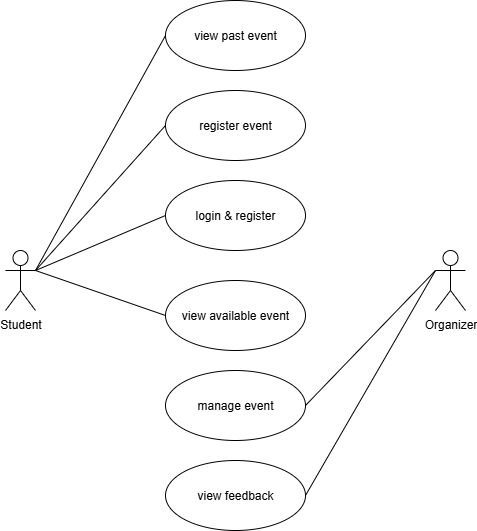 view past event
register event
login & register
view available event
Student
Organizer
manage event
view feedback